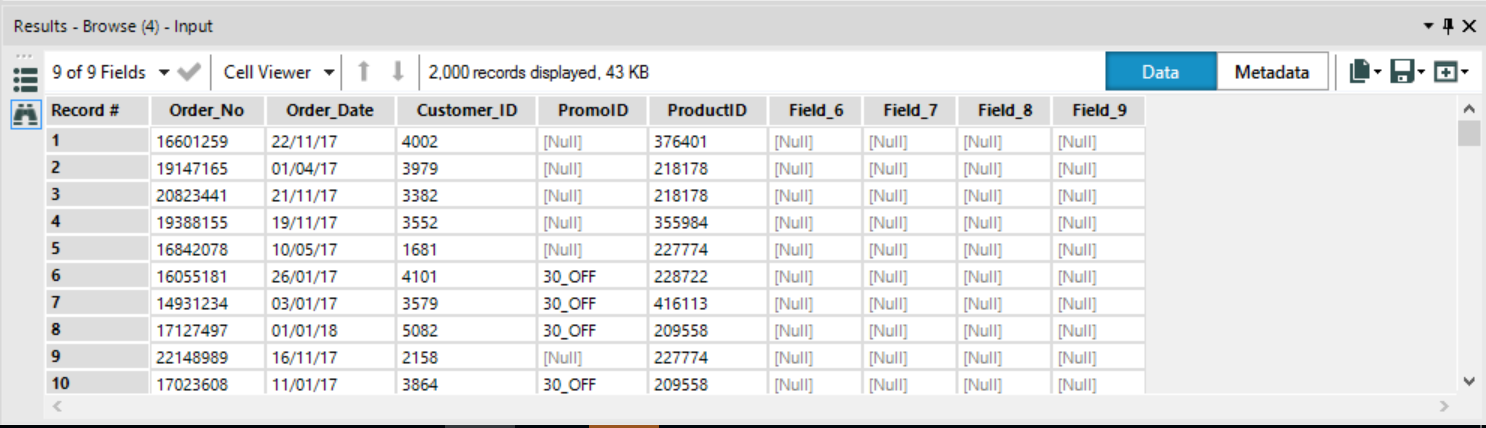 Results - Browse (4) - Input
9 of 9 Fields Cell Viewer 2,000 records displayed, 43 KB Data Metadata
Record # Order_No Order_Date Customer_ID PromoID ProductID Field_6 Field_7 Field_8 Field_9
1 16601259 22/11/17 4002 [Null] 376401 [Null] [Null] [Null] [Null]
2 19147165 01/04/17 3979 [Null] 218178 [Null] [Null] [Null] [Null]
3 20823441 21/11/17 3382 [Null] 218178 [Null] [Null] [Null] [Null]
4 19388155 19/11/17 3552 [Null] 355984 [Null] [Null] [Null] [Null]
5 16842078 10/05/17 1681 [Null] 227774 [Null] [Null] [Null] [Null]
6 16055181 26/01/17 4101 30_OFF 228722 [Null] [Null] [Null] [Null]
7 14931234 03/01/17 3579 30_OFF 416113 [Null] [Null] [Null] [Null]
8 17127497 01/01/18 5082 30_OFF 209558 [Null] [Null] [Null] [Null]
9 22148989 16/11/17 2158 [Null] 227774 [Null] [Null] [Null] [Null]
10 17023608 11/01/17 3864 30_OFF 209558 [Null] [Null] [Null] [Null]